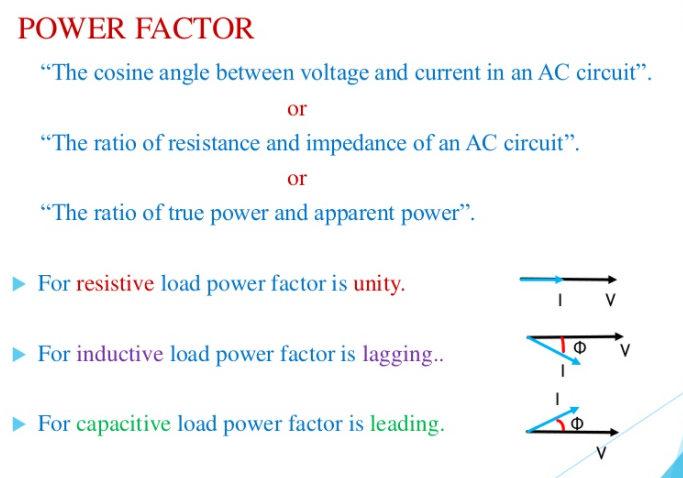 POWER FACTOR
“The cosine angle between voltage and current in an AC circuit”.
or
“The ratio of resistance and impedance of an AC circuit”.
or
“The ratio of true power and apparent power”.
For resistive load power factor is unity.
I V
For inductive load power factor is lagging..
Φ V
I
I
For capacitive load power factor is leading.
Φ
V